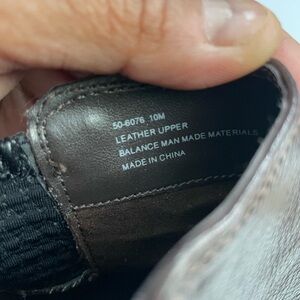 50-6076 10M
LEATHER UPPER
BALANCE MAN MADE MATERIALS
MADE IN CHINA